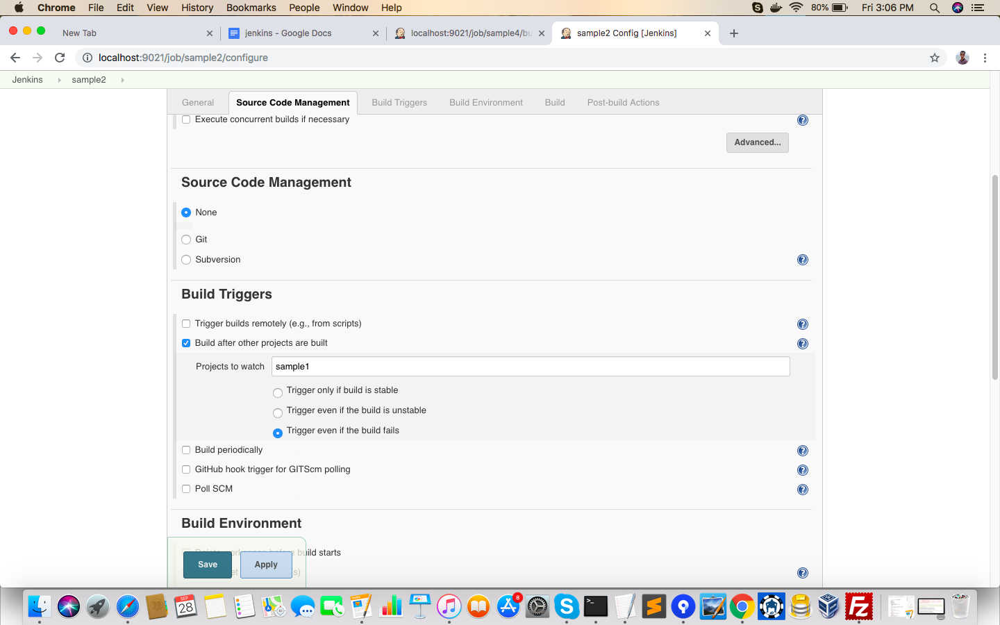 Chrome File Edit View History Bookmarks People Window Help 80% Fri 3:06 PM
New Tab jenkins - Google Docs localhost:9021/job/sample4/bu sample2 Config [Jenkins]
localhost:9021/job/sample2/configure
Jenkins sample2
General Source Code Management Build Triggers Build Environment Build Post-build Actions
Execute concurrent builds if necessary
Advanced...
Source Code Management
None
Git
Subversion
Build Triggers
Trigger builds remotely (e.g., from scripts)
Build after other projects are built
Projects to watch sample1
Trigger only if build is stable
Trigger even if the build is unstable
Trigger even if the build fails
Build periodically
GitHub hook trigger for GITScm polling
Poll SCM
Build Environment
build starts
Save Apply
SEP
28
8